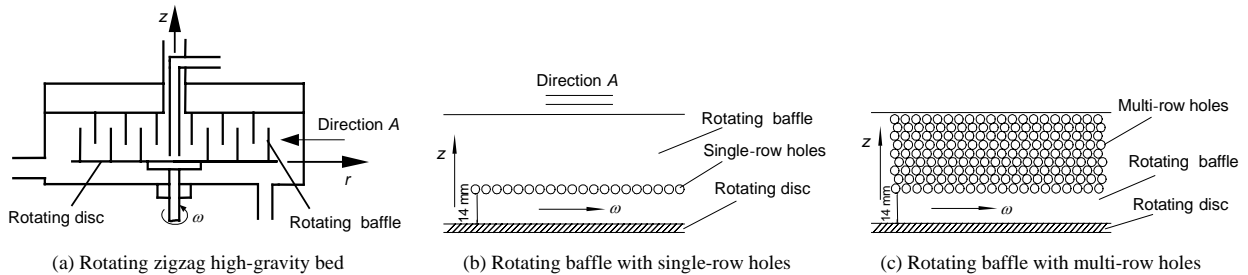 z
Direction A
r
Rotating disc
ω
Rotating baffle
(a) Rotating zigzag high-gravity bed
Direction A
Rotating baffle
z
Single-row holes
Rotating disc
14 mm
ω
(b) Rotating baffle with single-row holes
Multi-row holes
z
Rotating baffle
Rotating disc
14 mm
ω
(c) Rotating baffle with multi-row holes